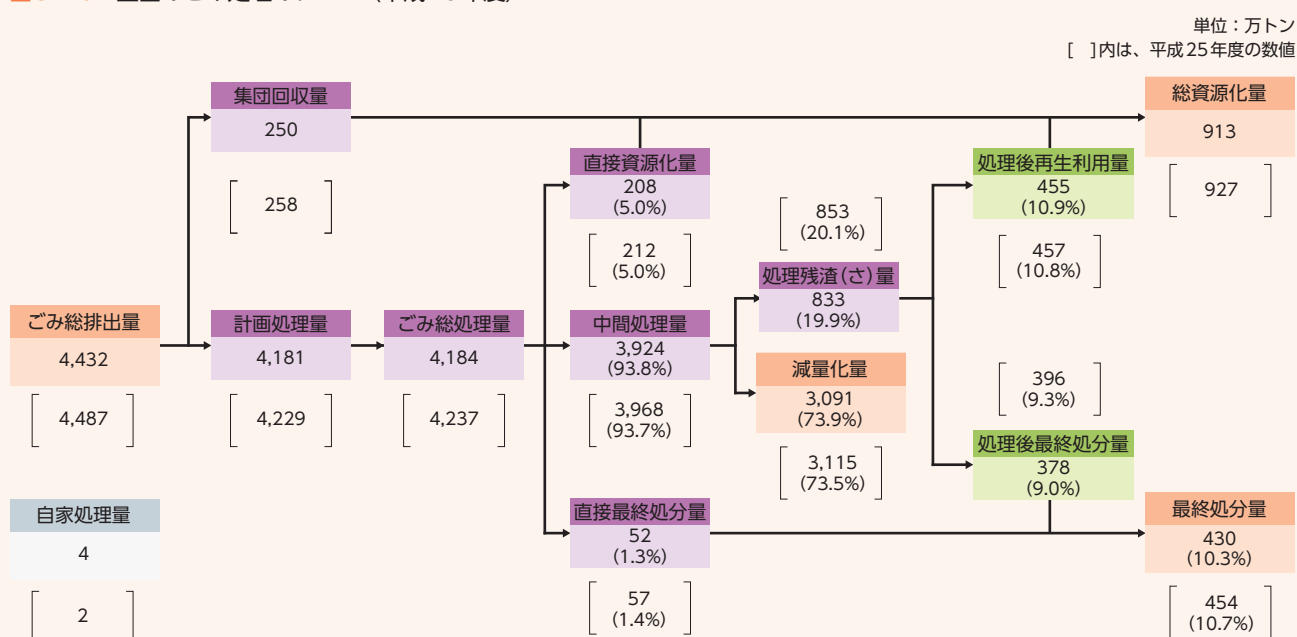 単位：万トン
[　]内は、平成25年度の数値
集団回収量
250
[258]
総資源化量
913
[927]
直接資源化量
208
(5.0%)
[212
(5.0%)]
処理後再生利用量
455
(10.9%)
[457
(10.8%)]
[853
(20.1%)]
処理残渣(さ)量
833
(19.9%)
ごみ総排出量
4,432
[4,487]
計画処理量
4,181
[4,229]
ごみ総処理量
4,184
[4,237]
中間処理量
3,924
(93.8%)
[3,968
(93.7%)]
減量化量
3,091
(73.9%)
[3,115
(73.5%)]
[396
(9.3%)]
処理後最終処分量
378
(9.0%)
自家処理量
4
[2]
直接最終処分量
52
(1.3%)
[57
(1.4%)]
最終処分量
430
(10.3%)
[454
(10.7%)]